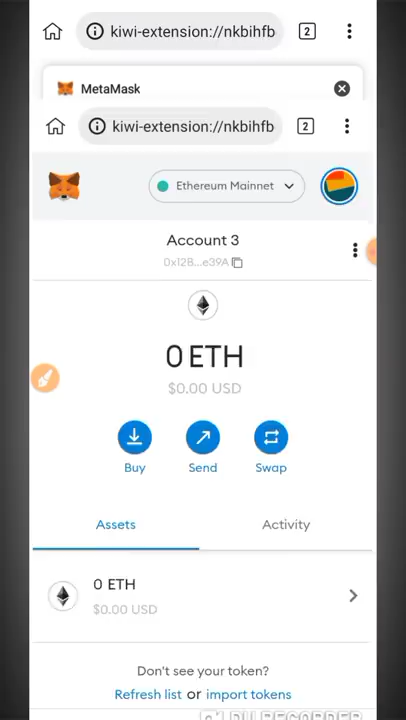 kiwi-extension://nkbihfb
2
MetaMask
kiwi-extension://nkbihfb
2
Ethereum Mainnet
Account 3
0x12B...e39A
0 ETH
$0.00 USD
Buy
Send
Swap
Assets
Activity
0 ETH
$0.00 USD
Don't see your token?
Refresh list or import tokens
DU RECORDER